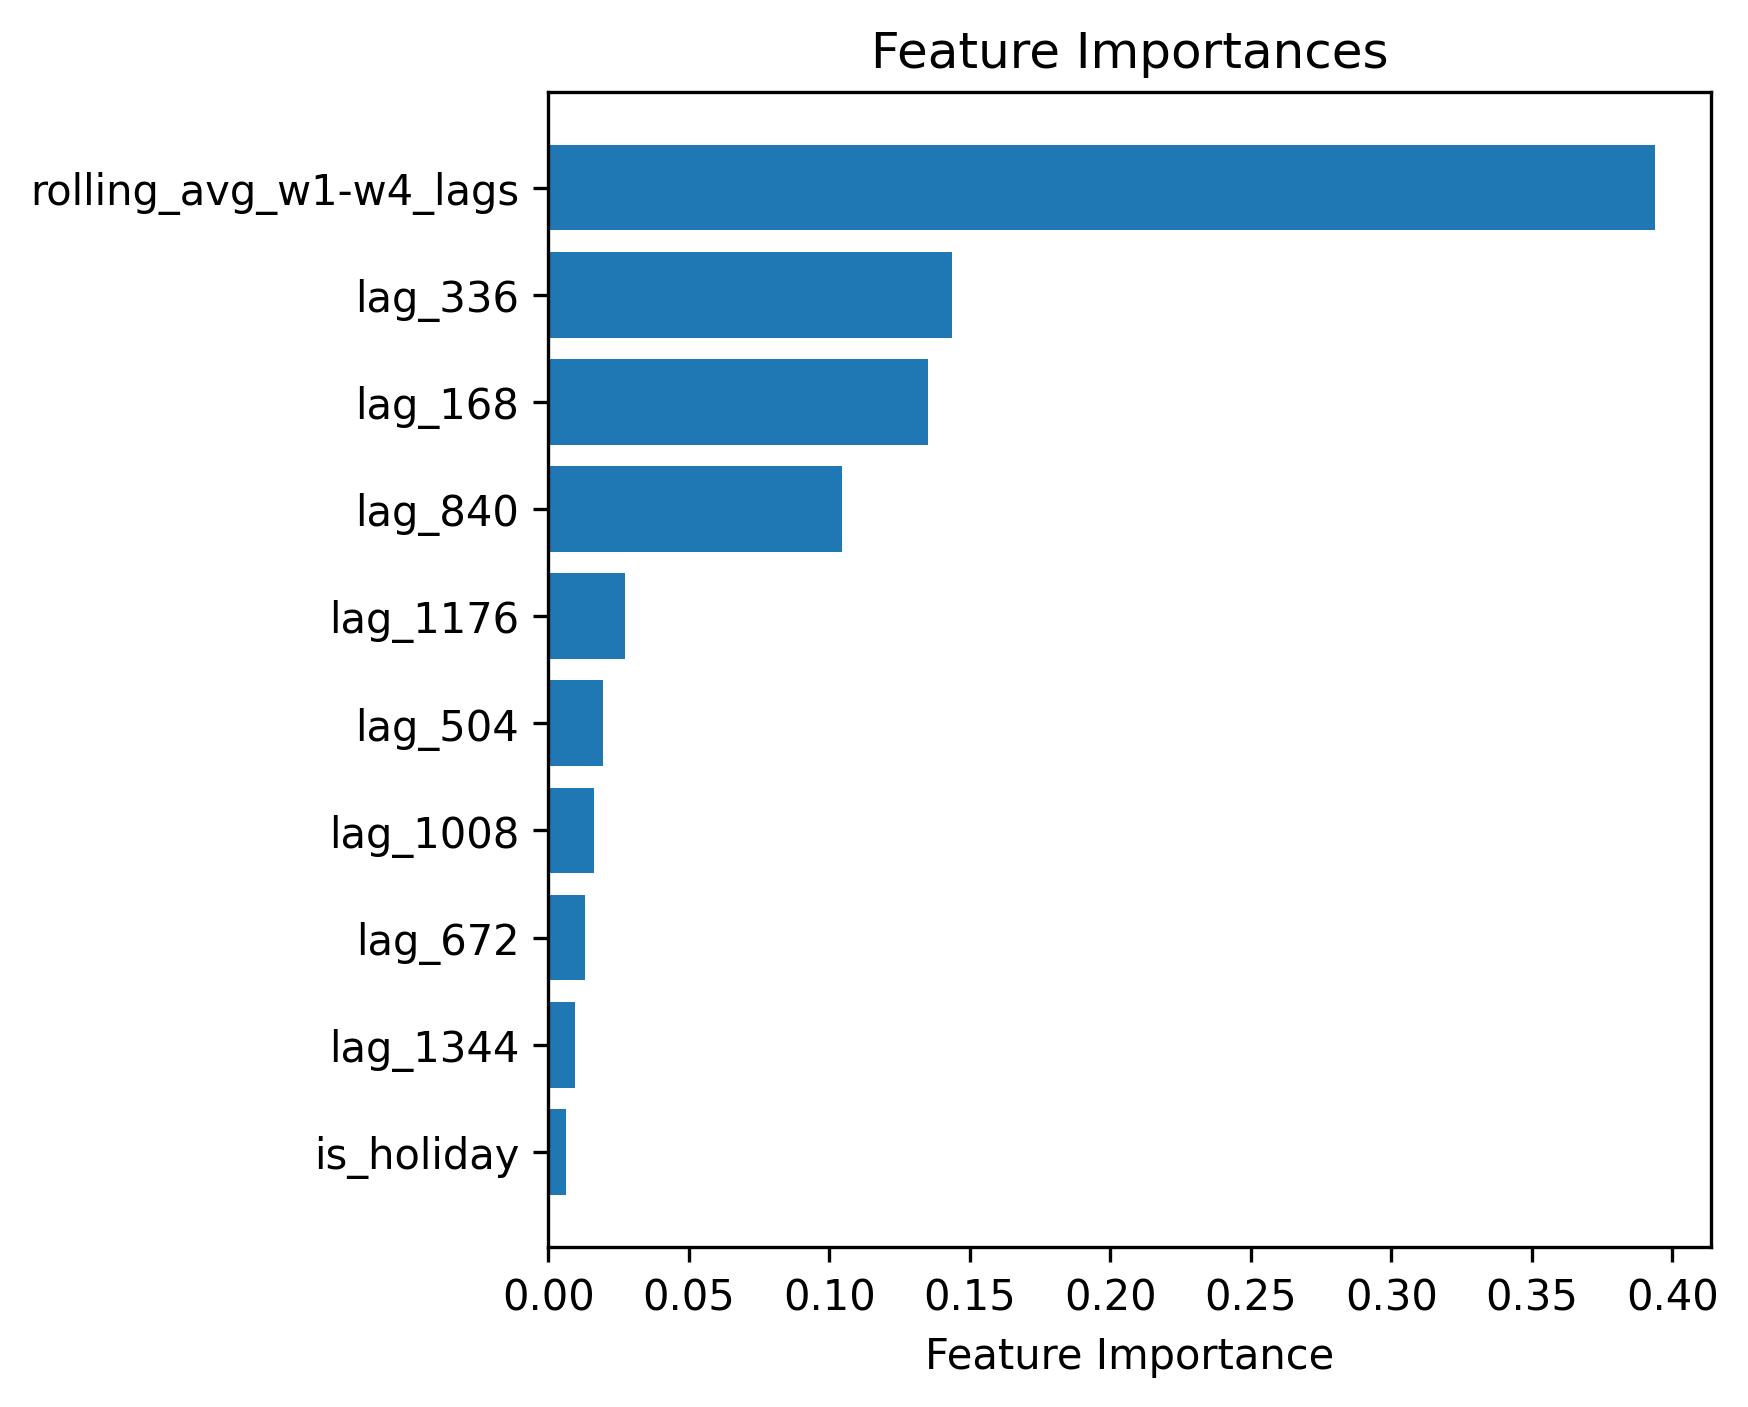 Feature Importances
rolling_avg_w1-w4_lags
lag_336
lag_168
lag_840
lag_1176
lag_504
lag_1008
lag_672
lag_1344
is_holiday
0.00 0.05 0.10 0.15 0.20 0.25 0.30 0.35 0.40
Feature Importance